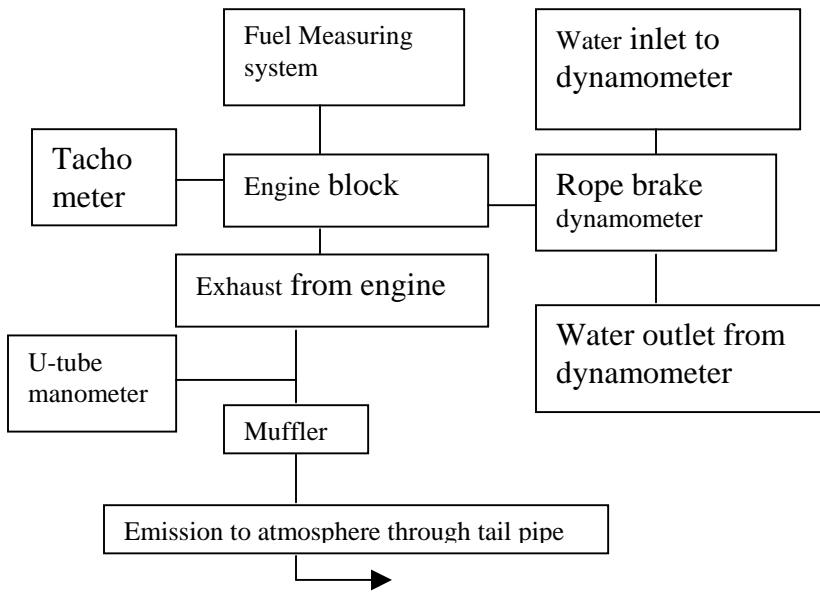 Fuel Measuring
system
Water inlet to
dynamometer
Tacho
meter
Engine block
Rope brake
dynamometer
Exhaust from engine
Water outlet from
dynamometer
U-tube
manometer
Muffler
Emission to atmosphere through tail pipe